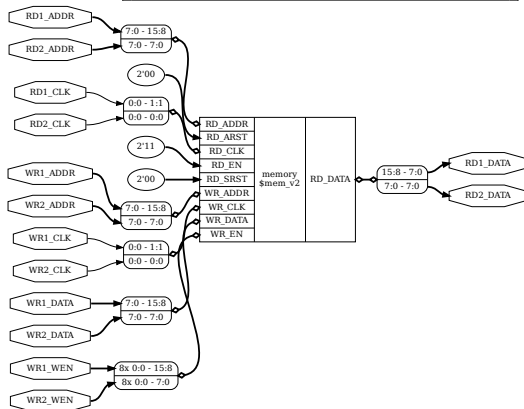 RD1_ADDR
RD2_ADDR
7:0 - 15:8
7:0 - 7:0
2'00
RD1_CLK
RD2_CLK
0:0 - 1:1
0:0 - 0:0
2'11
2'00
WR1_ADDR
WR2_ADDR
7:0 - 15:8
7:0 - 7:0
WR1_CLK
WR2_CLK
0:0 - 1:1
0:0 - 0:0
WR1_DATA
WR2_DATA
7:0 - 15:8
7:0 - 7:0
WR1_WEN
WR2_WEN
8x 0:0 - 15:8
8x 0:0 - 7:0
RD_ADDR
RD_ARST
RD_CLK
RD_EN
RD_SRST
WR_ADDR
WR_CLK
WR_DATA
WR_EN
memory
$mem_v2
RD_DATA
15:8 - 7:0
7:0 - 7:0
RD1_DATA
RD2_DATA